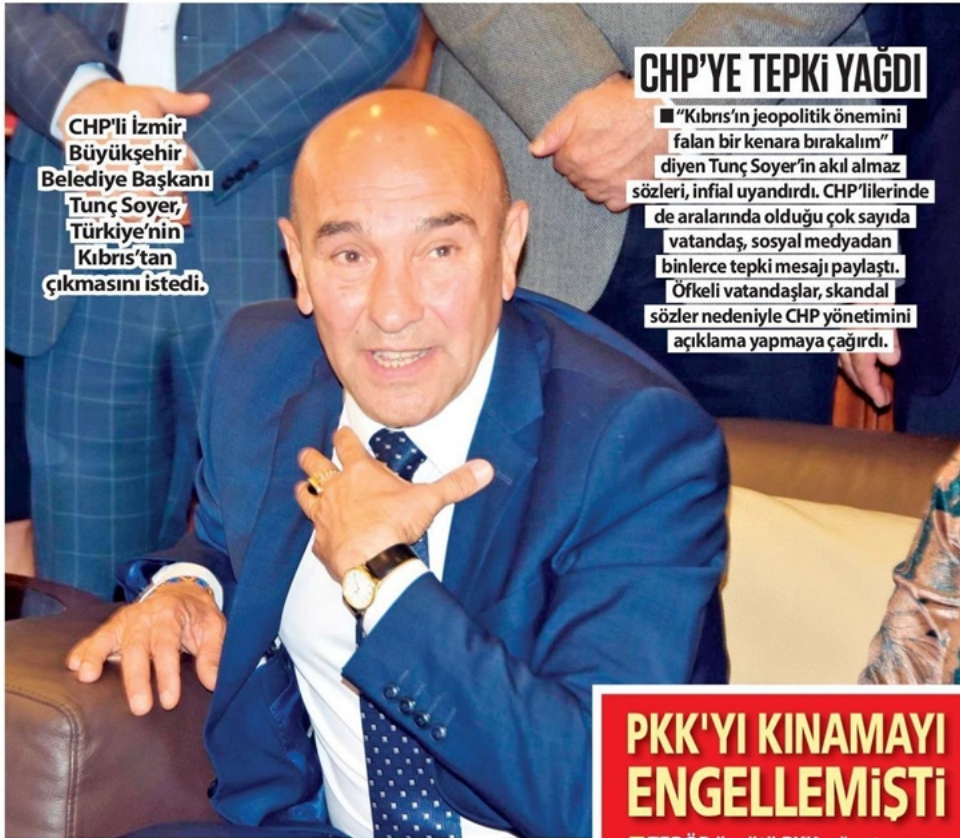 CHP'li İzmir
Büyükşehir
Belediye Başkanı
Tunç Soyer,
Türkiye'nin
Kıbrıs'tan
çıkmasını istedi.
CHP'YE TEPKİ YAĞDI
■ “Kıbrıs'ın jeopolitik önemini
falan bir kenara bırakalım”
diyen Tunç Soyer'in akıl almaz
sözleri, infial uyandırdı. CHP'lilerinde
de aralarında olduğu çok sayıda
vatandaş, sosyal medyadan
binlerce tepki mesajı paylaştı.
Öfkeli vatandaşlar, skandal
sözler nedeniyle CHP yönetimini
açıklama yapmaya çağırdı.
PKK'YI KINAMAYI
ENGELLEMİŞTİ